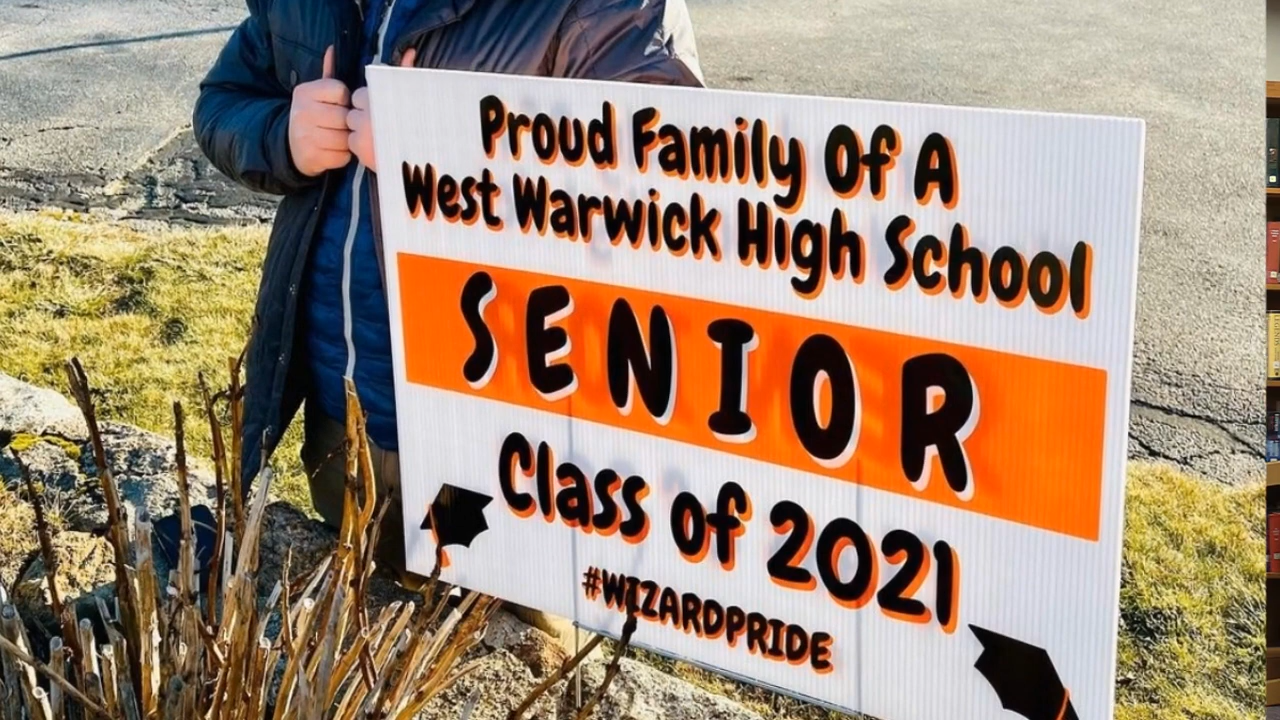 Proud Family Of A
West Warwick High School
SENIOR
Class of 2021
#WIZARDPRIDE